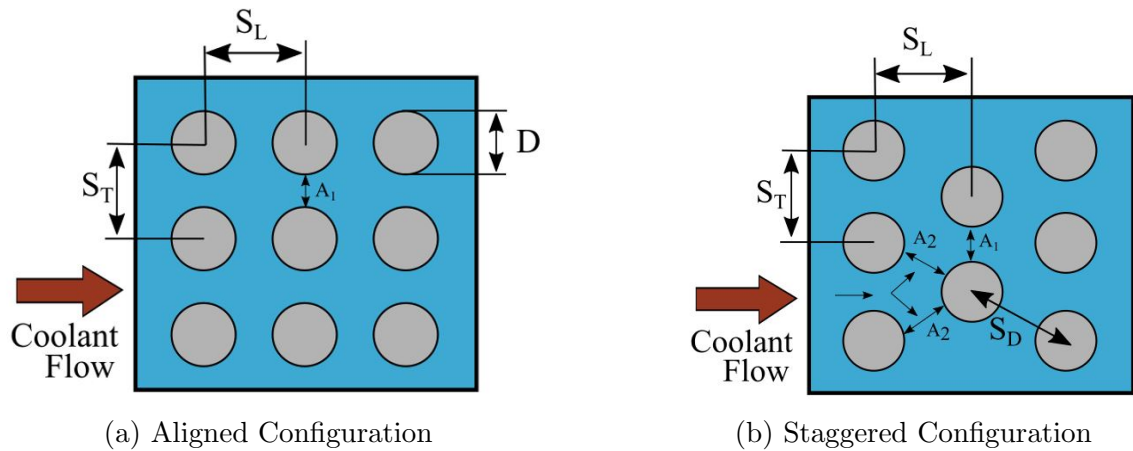 S_L
S_T
D
A_1
Coolant
Flow
(a) Aligned Configuration
S_L
S_T
A_2
A_1
A_2
S_D
Coolant
Flow
(b) Staggered Configuration